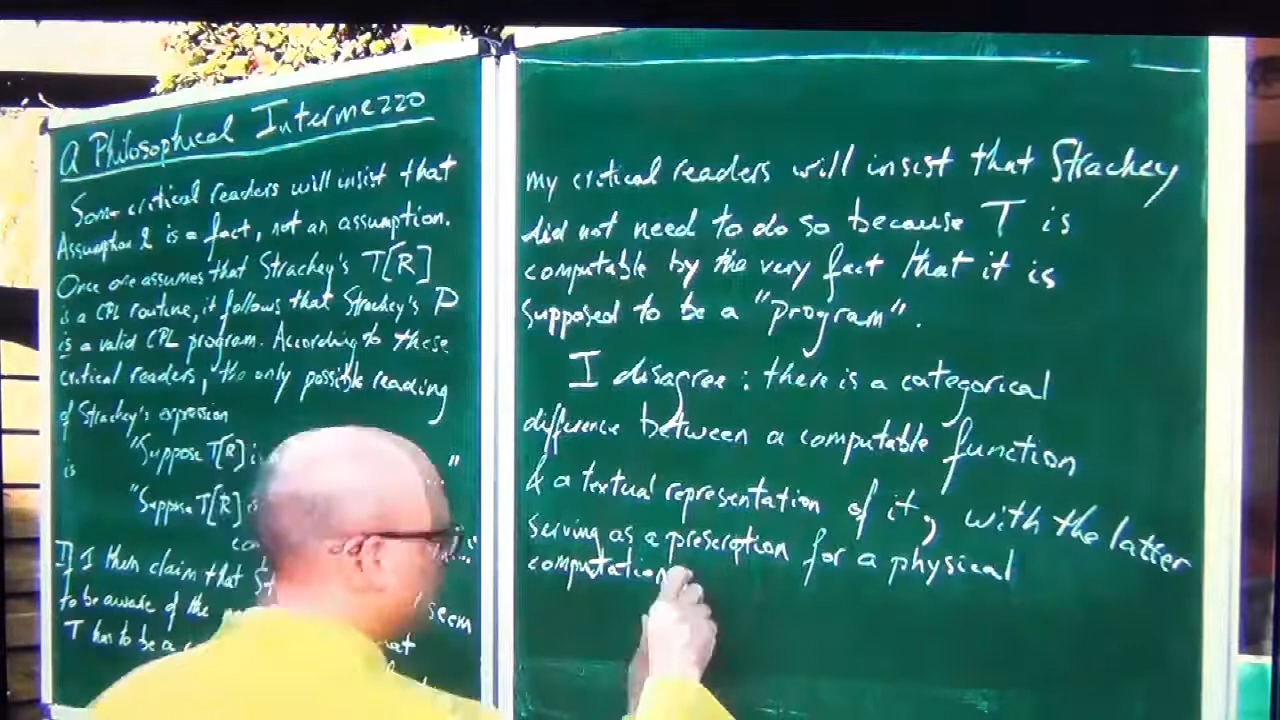 a Philosophical Intermezzo
Some critical readers will insist that
Assumption 2 is a fact, not an assumption.
Once one assumes that Strachey's T[R]
is a CPL routine, it follows that Strachey's P
is a valid CPL program. According to these
critical readers, the only possible reading
of Strachey's expression
"Suppose T[R] ..."
is
"Suppose T[R]
If I then claim that seem
to be aware of the
T has to be a
my critical readers will insist that Strachey
did not need to do so because T is
computable by the very fact that it is
supposed to be a "program".
I disagree: there is a categorical
difference between a computable function
& a textual representation of it, with the latter
serving as a prescription for a physical
computation